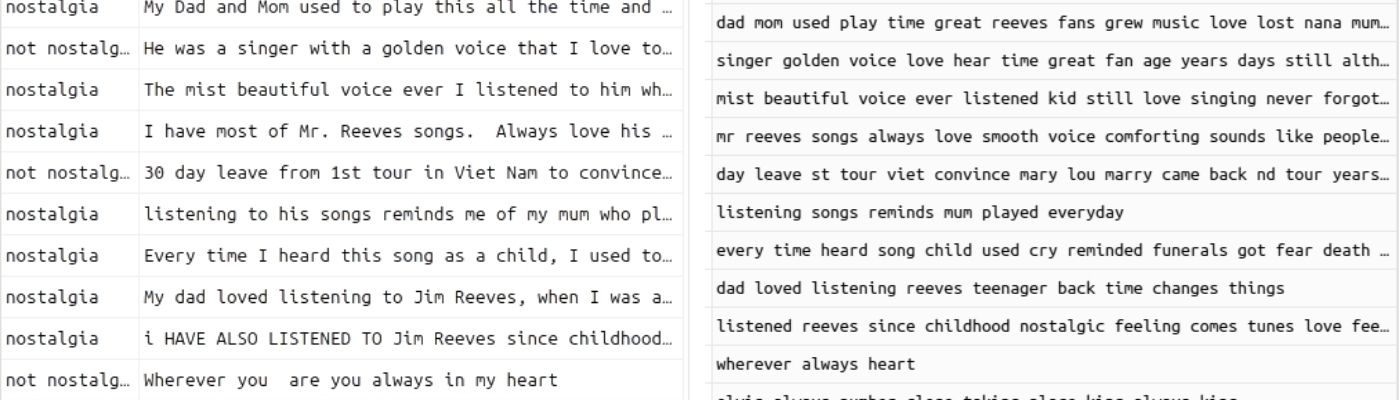 nostalgia My Dad and Mom used to play this all the time and …
not nostalg… He was a singer with a golden voice that I love to…
nostalgia The mist beautiful voice ever I listened to him wh…
nostalgia I have most of Mr. Reeves songs.  Always love his …
not nostalg… 30 day leave from 1st tour in Viet Nam to convince…
nostalgia listening to his songs reminds me of my mum who pl…
nostalgia Every time I heard this song as a child, I used to…
nostalgia My dad loved listening to Jim Reeves, when I was a…
nostalgia i HAVE ALSO LISTENED TO Jim Reeves since childhood…
not nostalg… Wherever you  are you always in my heart
dad mom used play time great reeves fans grew music love lost nana mum…
singer golden voice love hear time great fan age years days still alth…
mist beautiful voice ever listened kid still love singing never forgot…
mr reeves songs always love smooth voice comforting sounds like people…
day leave st tour viet convince mary lou marry came back nd tour years…
listening songs reminds mum played everyday
every time heard song child used cry reminded funerals got fear death …
dad loved listening reeves teenager back time changes things
listened reeves since childhood nostalgic feeling comes tunes love fee…
wherever always heart